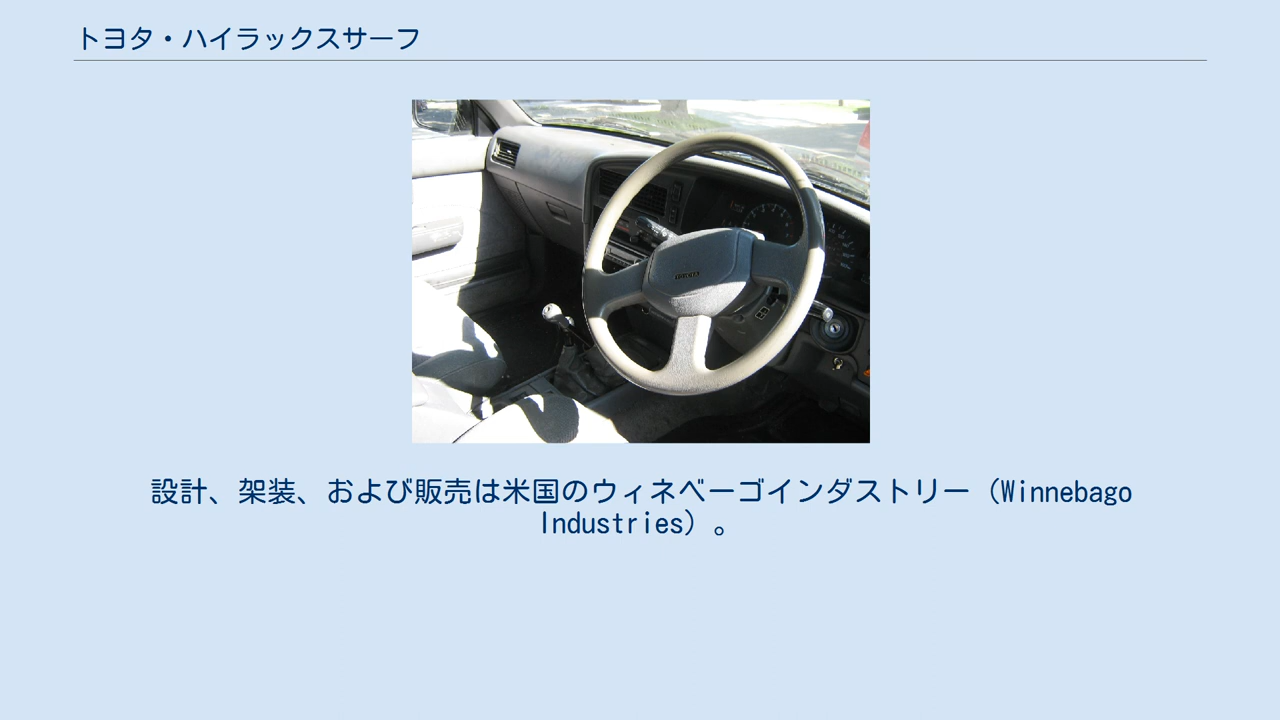 トヨタ・ハイラックスサーフ
設計、架装、および販売は米国のウィネベーゴインダストリー（Winnebago
Industries）。